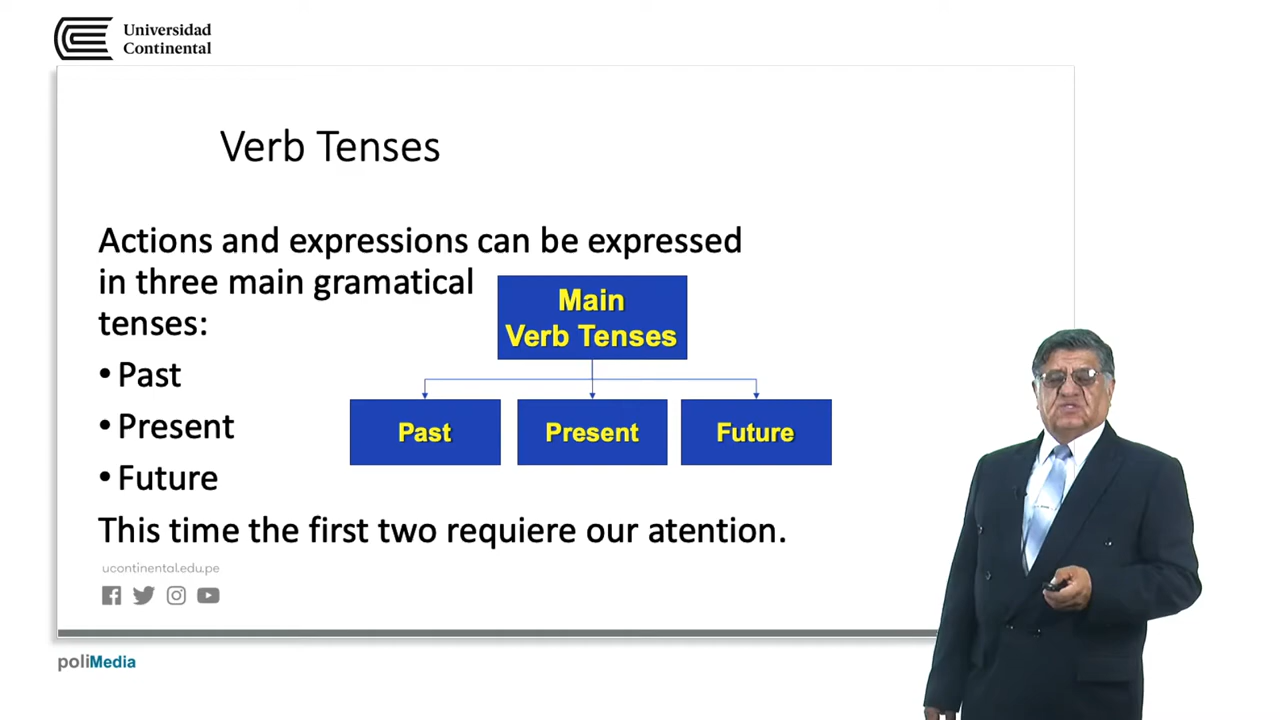 Universidad
Continental
Verb Tenses
Actions and expressions can be expressed
in three main gramatical
tenses:
• Past
• Present
• Future
Main
Verb Tenses
Past
Present
Future
This time the first two requiere our atention.
ucontinental.edu.pe
poliMedia